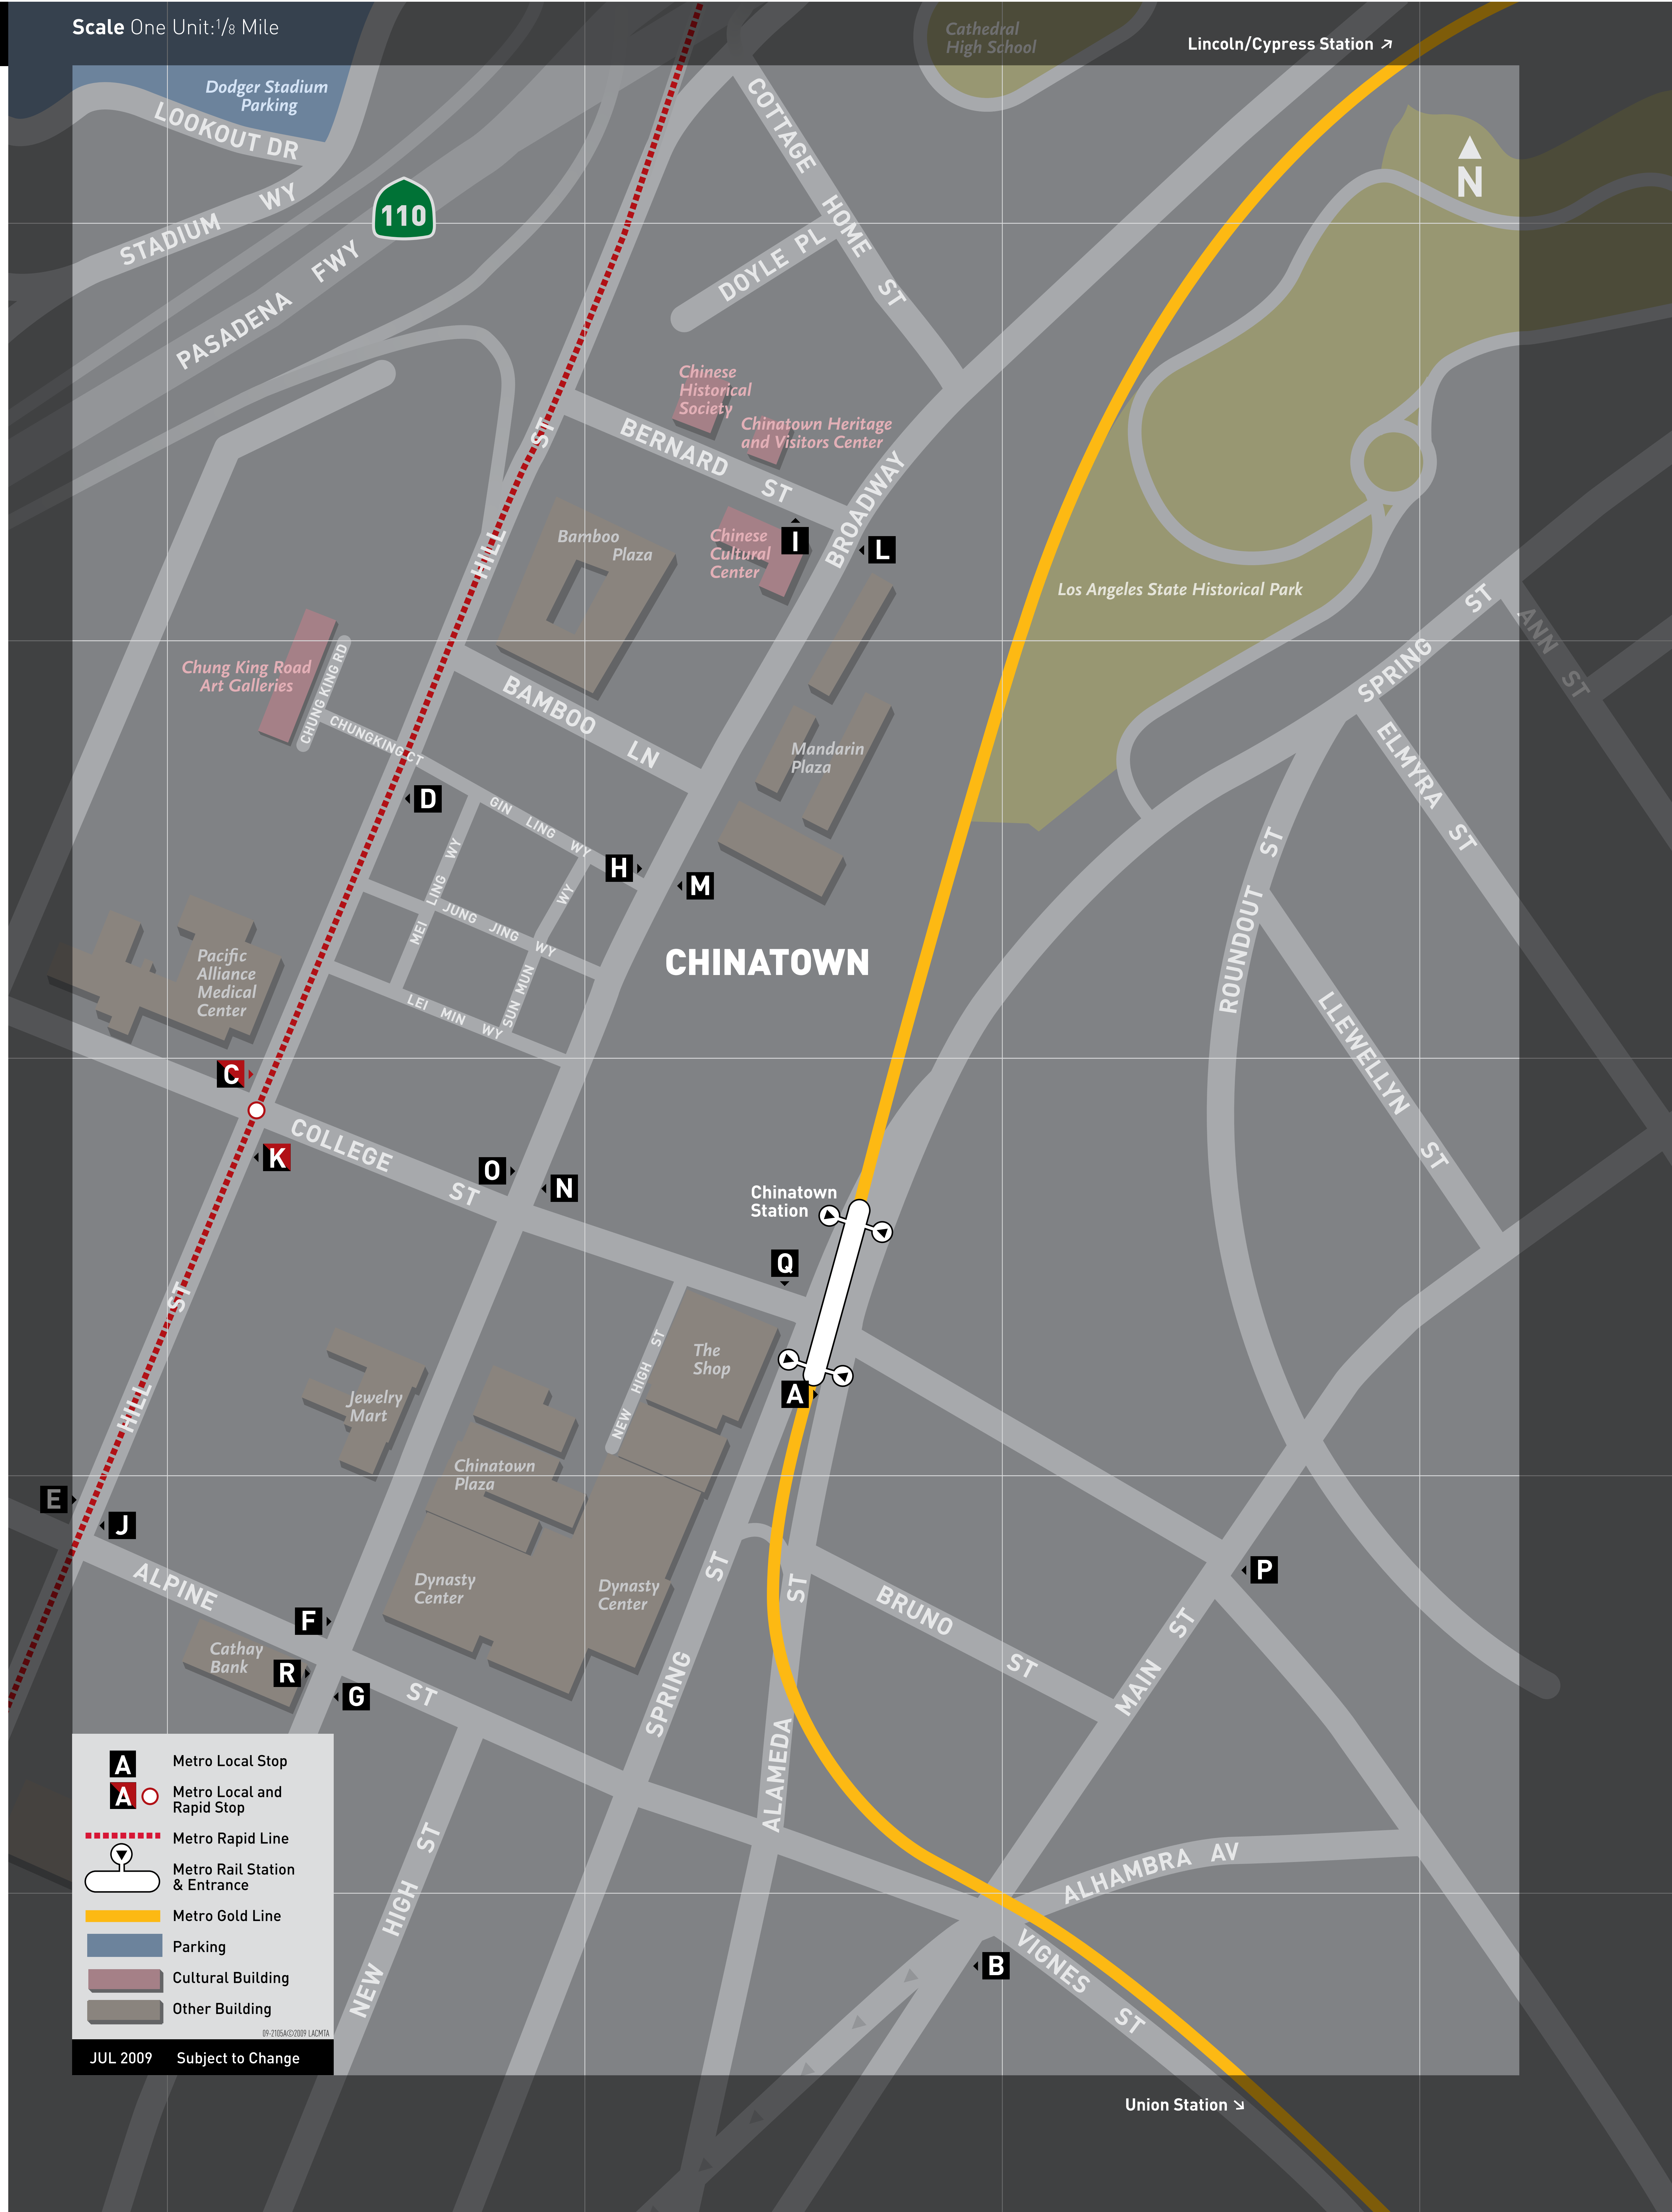 Scale One Unit:1/8 Mile
Cathedral
High School
Lincoln/Cypress Station
Dodger Stadium
Parking
LOOKOUT DR
COTTAGE HOME ST
N
STADIUM WY
110
PASADENA FWY
DOYLE PL
Chinese
Historical
Society
Chinatown Heritage
and Visitors Center
HILL ST
BERNARD ST
BROADWAY
Bamboo
Plaza
Chinese
Cultural
Center
I
L
Los Angeles State Historical Park
SPRING ST
ANN ST
Chung King Road
Art Galleries
CHUNG KING RD
CHUNGKING CT
BAMBOO LN
Mandarin
Plaza
ELMYRA ST
D
GIN LING WY
H
M
MEI LING WY
JUNG JING WY
SUN MUN WY
LEI MIN WY
CHINATOWN
ROUNDOUT ST
LLEWELLYN ST
Pacific
Alliance
Medical
Center
C
K
COLLEGE ST
O
N
Chinatown
Station
Q
HILL ST
The
Shop
NEW HIGH ST
A
Jewelry
Mart
Chinatown
Plaza
E
J
ALPINE ST
Dynasty
Center
Dynasty
Center
F
Cathay
Bank
R
G
SPRING ST
ALAMEDA ST
BRUNO ST
MAIN ST
P
NEW HIGH ST
ALHAMBRA AV
B
VIGNES ST
A Metro Local Stop
A Metro Local and
Rapid Stop
Metro Rapid Line
Metro Rail Station
& Entrance
Metro Gold Line
Parking
Cultural Building
Other Building
09-2105A©2009 LACMTA
JUL 2009 Subject to Change
Union Station